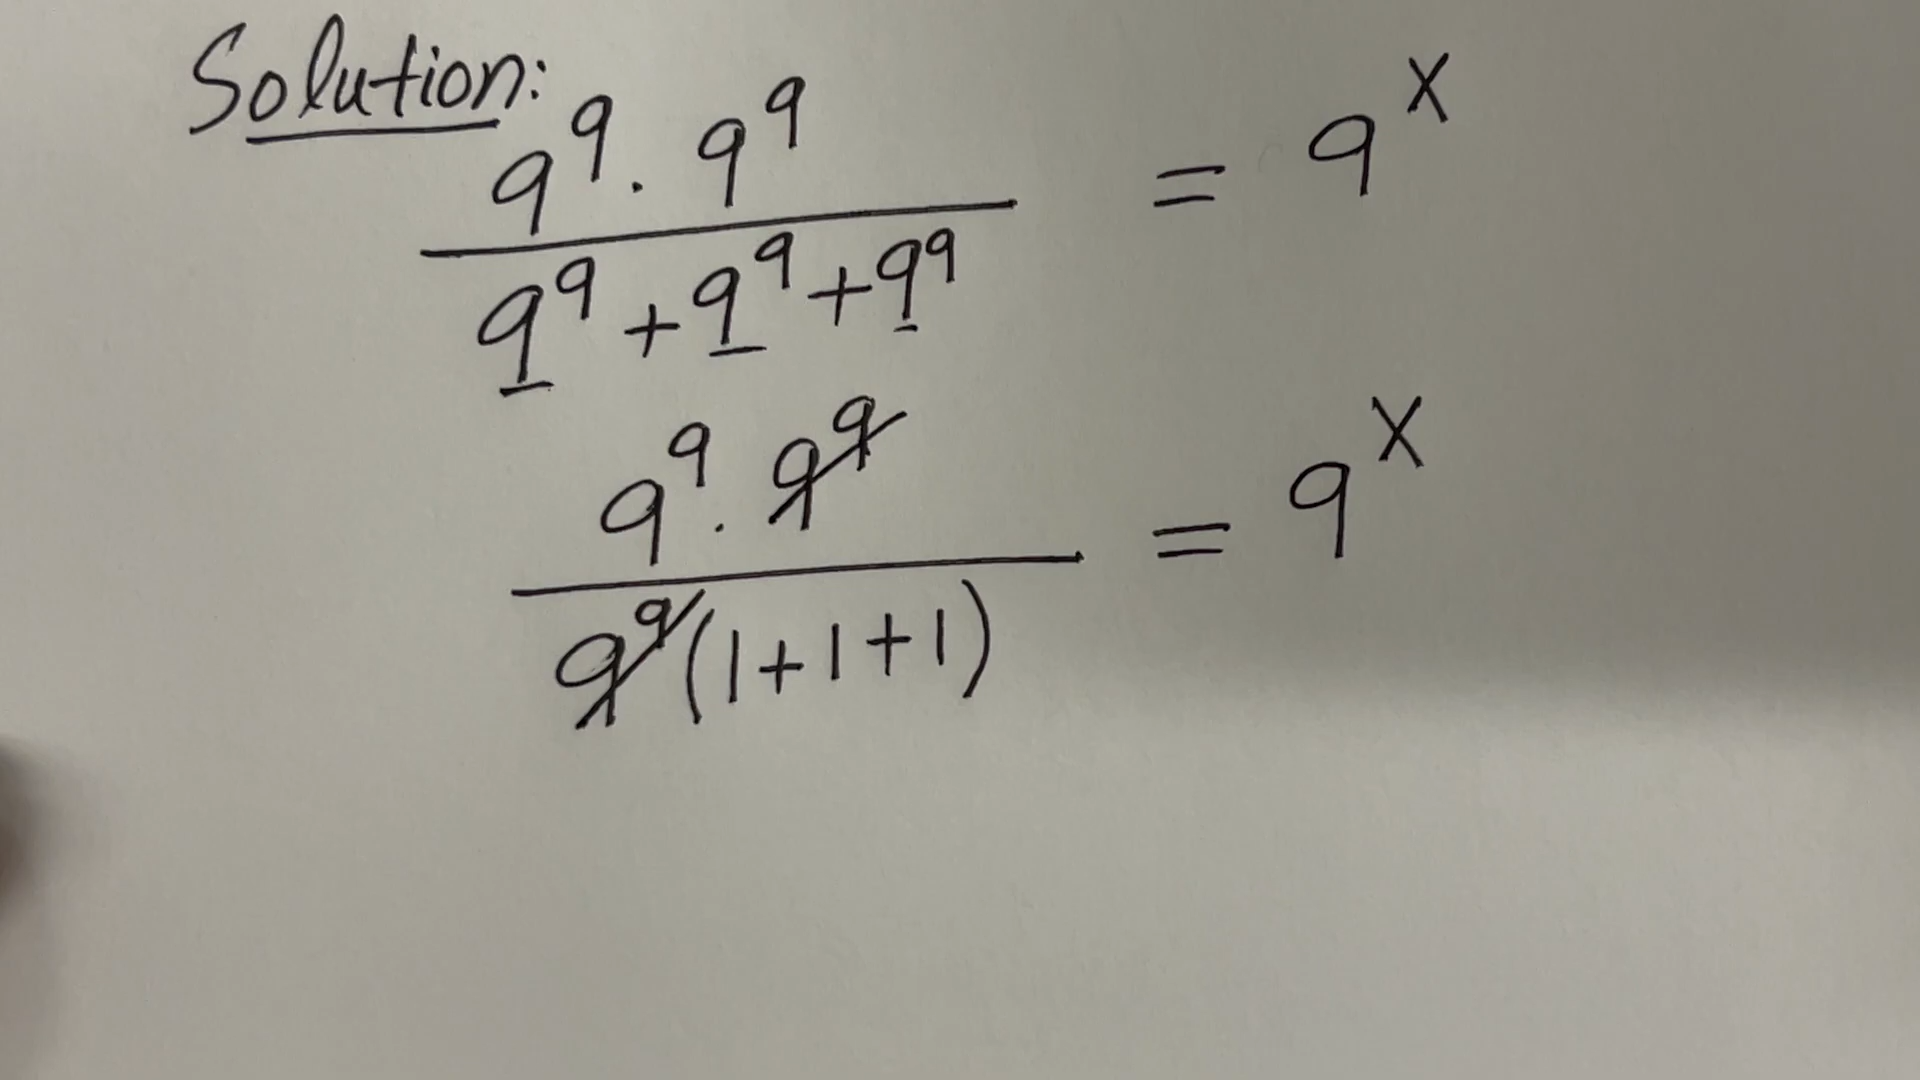 Solution:
9^9 · 9^9 / 9^9 + 9^9 + 9^9 = 9^x
9^9 · 9^9 / 9^9 (1+1+1) = 9^x